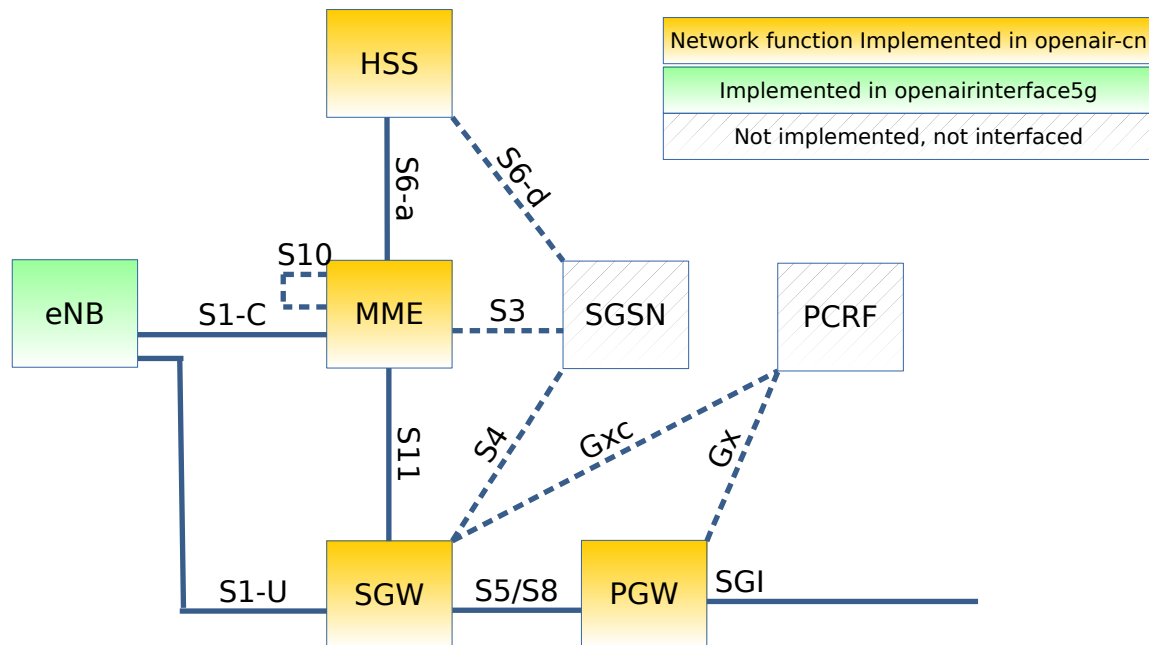 HSS
Network function Implemented in openair-cn
Implemented in openairinterface5g
Not implemented, not interfaced
S6-a
S6-d
S10
eNB
S1-C
MME
S3
SGSN
PCRF
S11
S4
Gxc
Gx
S1-U
SGW
S5/S8
PGW
SGI